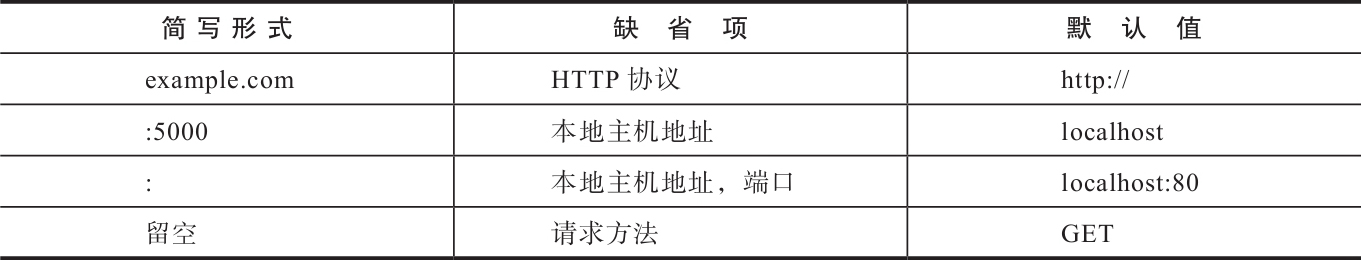 简写形式 缺省项 默认值
example.com HTTP 协议 http://
:5000 本地主机地址 localhost
: 本地主机地址，端口 localhost:80
留空 请求方法 GET